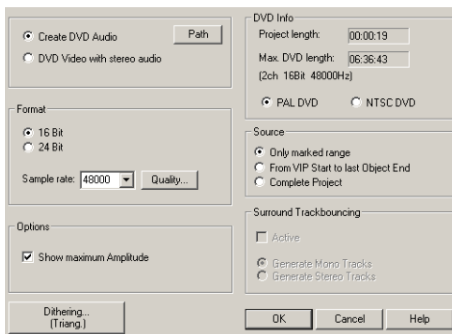 Create DVD Audio
Path
DVD Video with stereo audio
Format
16 Bit
24 Bit
Sample rate: 48000
Quality...
Options
Show maximum Amplitude
Dithering...
(Triang.)
DVD Info
Project length: 00:00:19
Max. DVD length: 06:36:43
(2ch 16Bit 48000Hz)
PAL DVD
NTSC DVD
Source
Only marked range
From VIP Start to last Object End
Complete Project
Surround Trackbouncing
Active
Generate Mono Tracks
Generate Stereo Tracks
OK
Cancel
Help